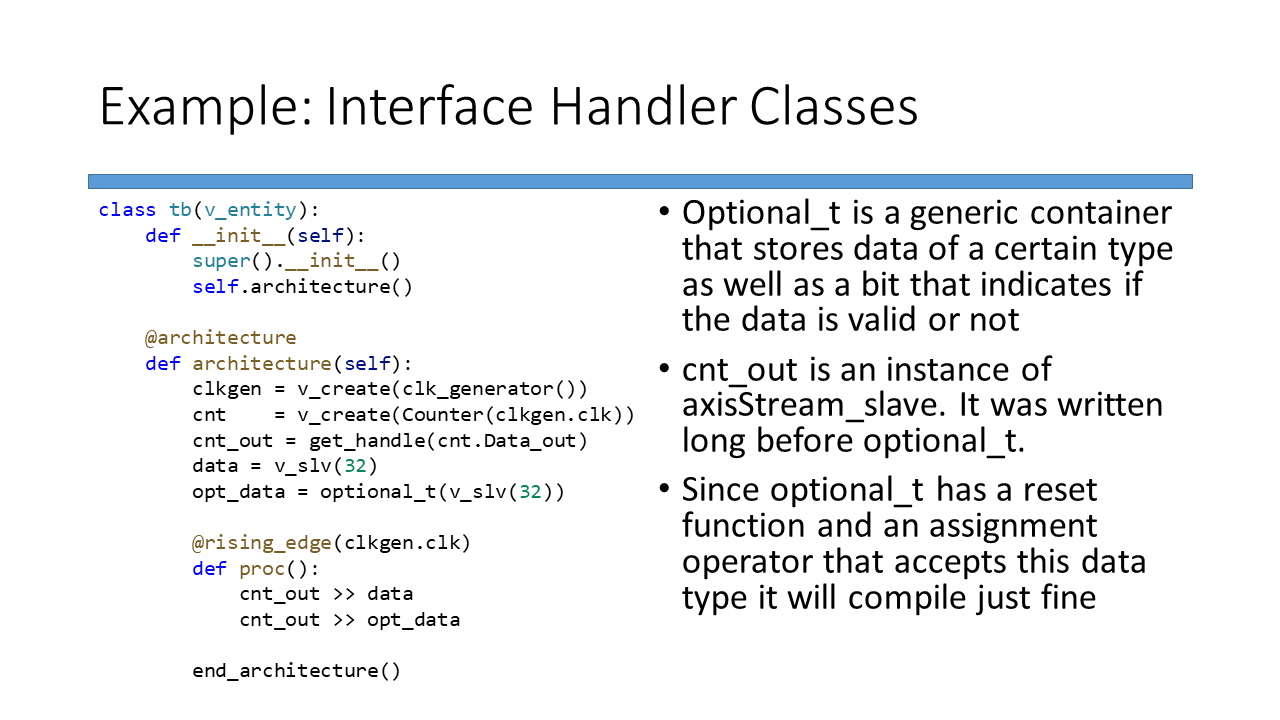 Example: Interface Handler Classes
class tb(v_entity):
    def __init__(self):
        super().__init__()
        self.architecture()

    @architecture
    def architecture(self):
        clkgen = v_create(clk_generator())
        cnt    = v_create(Counter(clkgen.clk))
        cnt_out = get_handle(cnt.Data_out)
        data = v_slv(32)
        opt_data = optional_t(v_slv(32))

        @rising_edge(clkgen.clk)
        def proc():
            cnt_out >> data
            cnt_out >> opt_data

        end_architecture()
• Optional_t is a generic container
that stores data of a certain type
as well as a bit that indicates if
the data is valid or not
• cnt_out is an instance of
axisStream_slave. It was written
long before optional_t.
• Since optional_t has a reset
function and an assignment
operator that accepts this data
type it will compile just fine